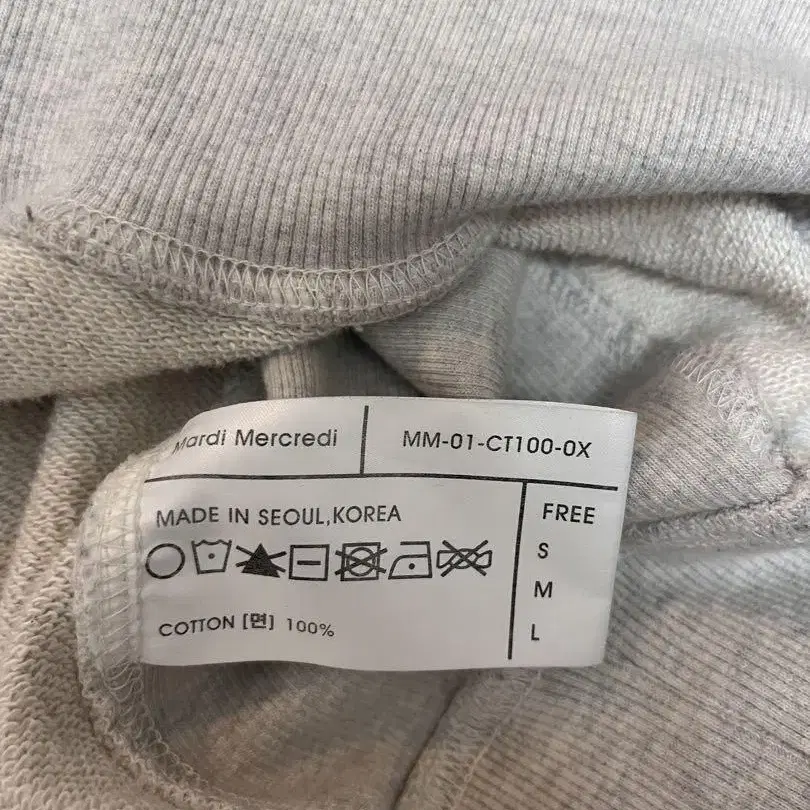 Mardi Mercredi
MM-01-CT100-0X
MADE IN SEOUL,KOREA
COTTON [면] 100%
FREE
S
M
L